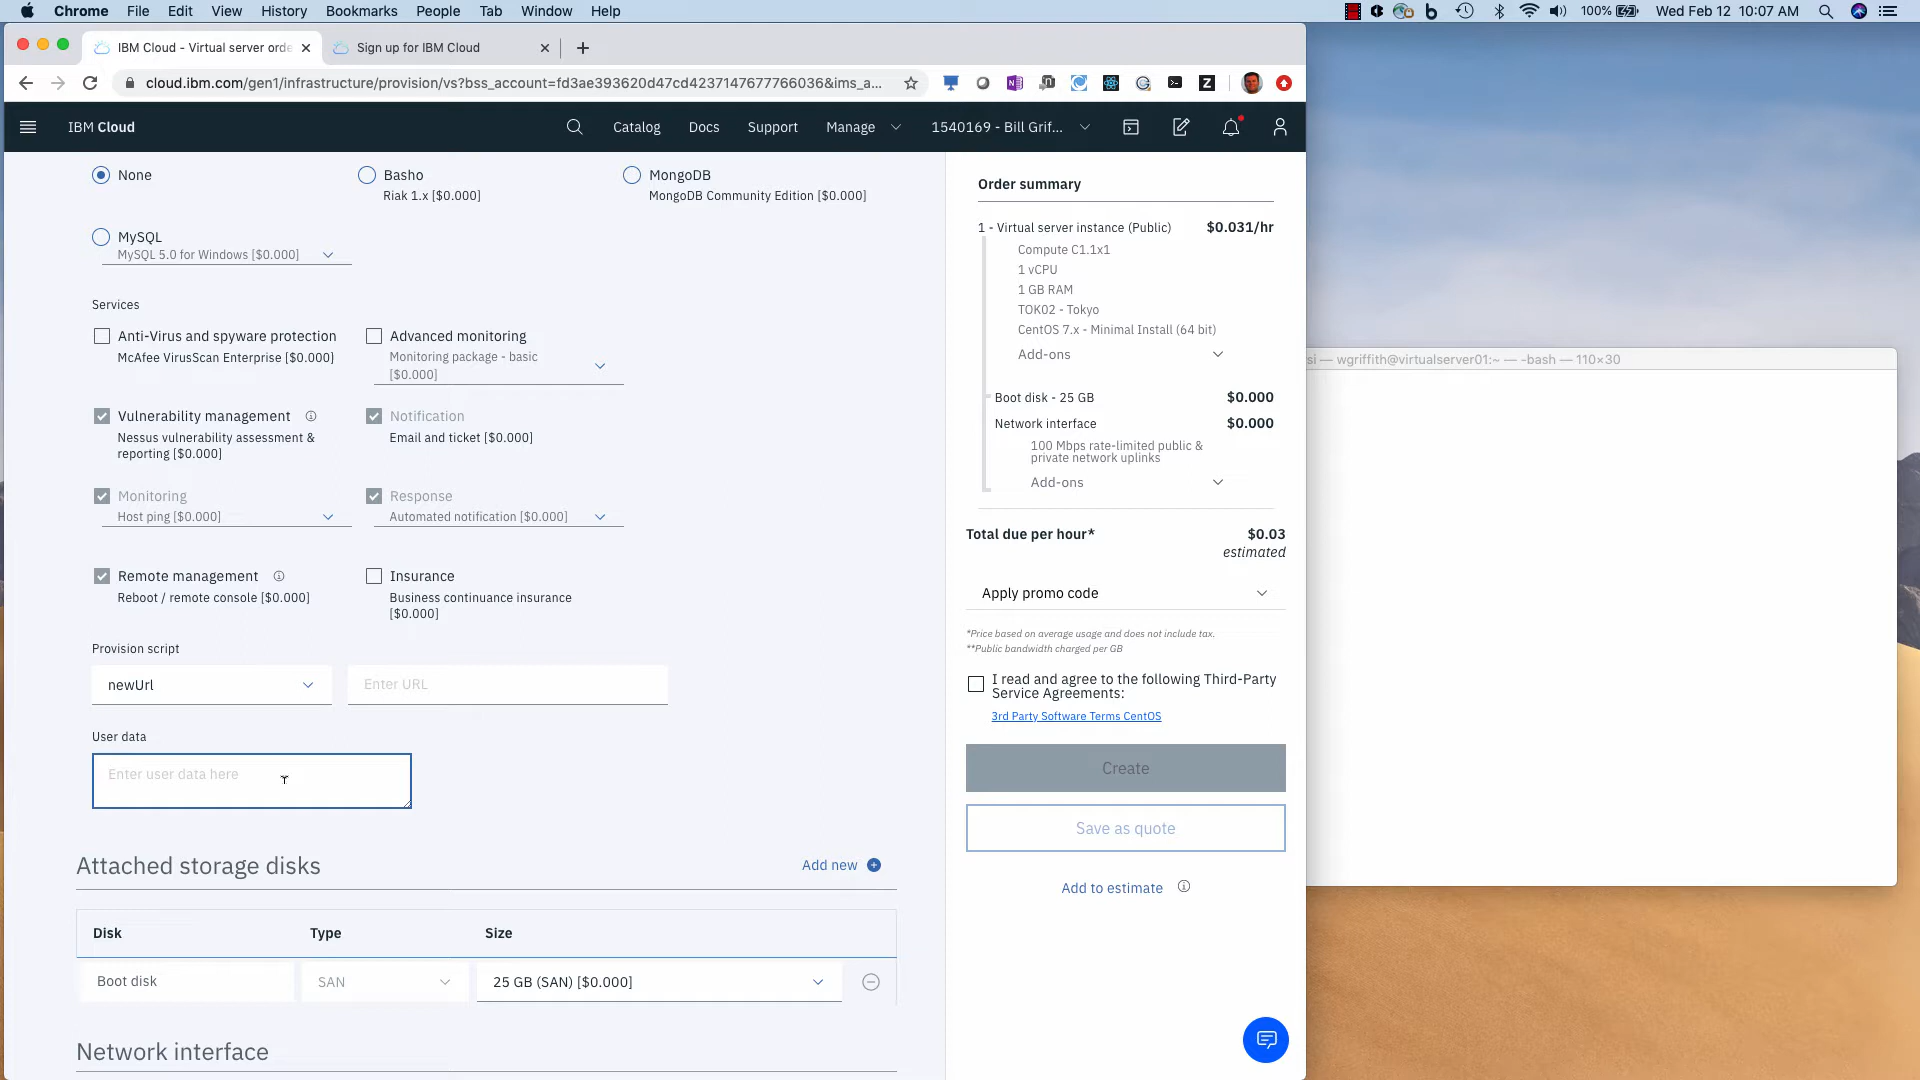 Chrome File Edit View History Bookmarks People Tab Window Help
100% Wed Feb 12 10:07 AM
IBM Cloud - Virtual server orde
Sign up for IBM Cloud
cloud.ibm.com/gen1/infrastructure/provision/vs?bss_account=fd3ae393620d47cd4237147677766036&ims_a...
IBM Cloud
Catalog Docs Support Manage 1540169 - Bill Grif...
None
Basho
Riak 1.x [$0.000]
MongoDB
MongoDB Community Edition [$0.000]
MySQL
MySQL 5.0 for Windows [$0.000]
Services
Anti-Virus and spyware protection
McAfee VirusScan Enterprise [$0.000]
Advanced monitoring
Monitoring package - basic
[$0.000]
Vulnerability management
Nessus vulnerability assessment &
reporting [$0.000]
Notification
Email and ticket [$0.000]
Monitoring
Host ping [$0.000]
Response
Automated notification [$0.000]
Remote management
Reboot / remote console [$0.000]
Insurance
Business continuance insurance
[$0.000]
Provision script
newUrl
Enter URL
User data
Enter user data here
Attached storage disks
Add new
Disk Type Size
Boot disk SAN 25 GB (SAN) [$0.000]
Network interface
Order summary
1 - Virtual server instance (Public) $0.031/hr
Compute C1.1x1
1 vCPU
1 GB RAM
TOK02 - Tokyo
CentOS 7.x - Minimal Install (64 bit)
Add-ons
Boot disk - 25 GB $0.000
Network interface $0.000
100 Mbps rate-limited public &
private network uplinks
Add-ons
Total due per hour* $0.03
estimated
Apply promo code
*Price based on average usage and does not include tax.
**Public bandwidth charged per GB
I read and agree to the following Third-Party
Service Agreements:
3rd Party Software Terms CentOS
Create
Save as quote
Add to estimate
si — wgriffith@virtualserver01:~ — -bash — 110×30